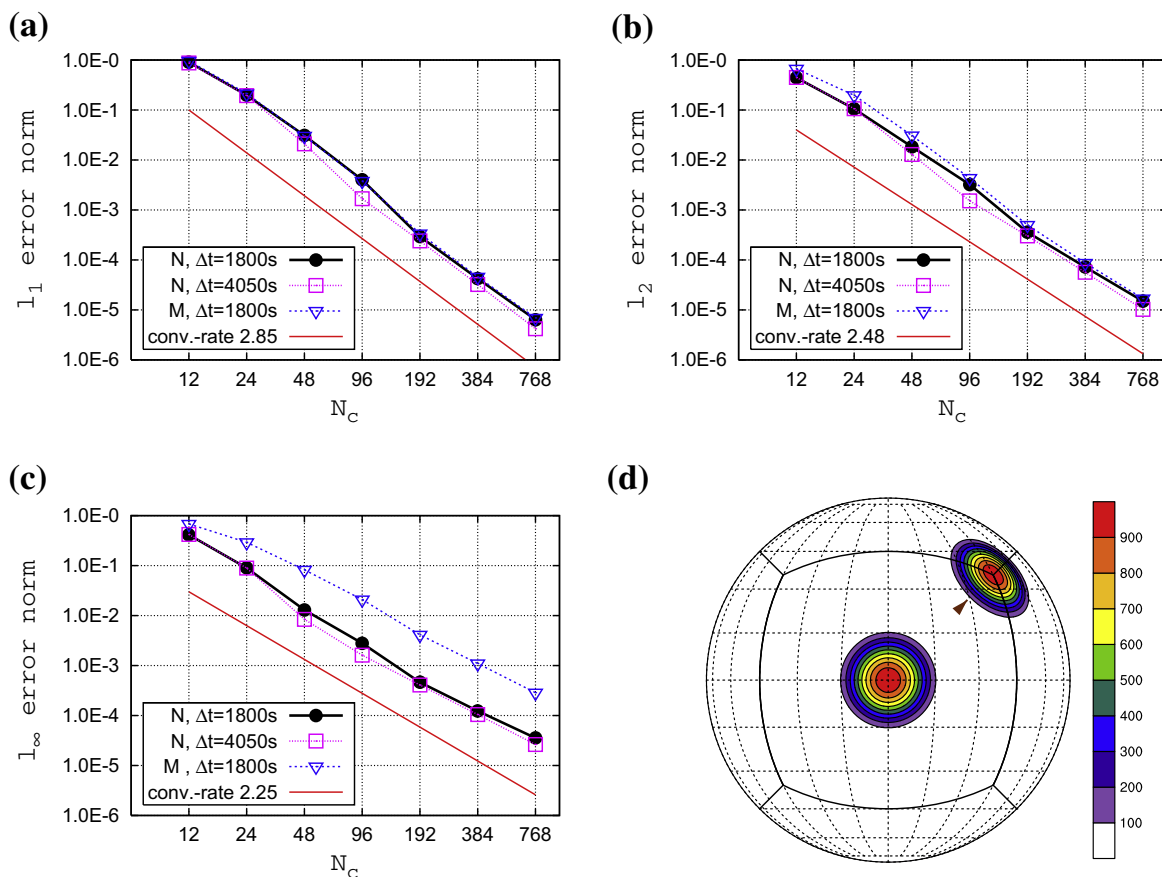 (a)
1.0E-0
1.0E-1
1.0E-2
1.0E-3
1.0E-4
1.0E-5
1.0E-6
l1 error norm
N, Δt=1800s
N, Δt=4050s
M, Δt=1800s
conv.-rate 2.85
12 24 48 96 192 384 768
Nc
(b)
1.0E-0
1.0E-1
1.0E-2
1.0E-3
1.0E-4
1.0E-5
1.0E-6
l2 error norm
N, Δt=1800s
N, Δt=4050s
M, Δt=1800s
conv.-rate 2.48
12 24 48 96 192 384 768
Nc
(c)
1.0E-0
1.0E-1
1.0E-2
1.0E-3
1.0E-4
1.0E-5
1.0E-6
l∞ error norm
N, Δt=1800s
N, Δt=4050s
M , Δt=1800s
conv.-rate 2.25
12 24 48 96 192 384 768
Nc
(d)
900
800
700
600
500
400
300
200
100